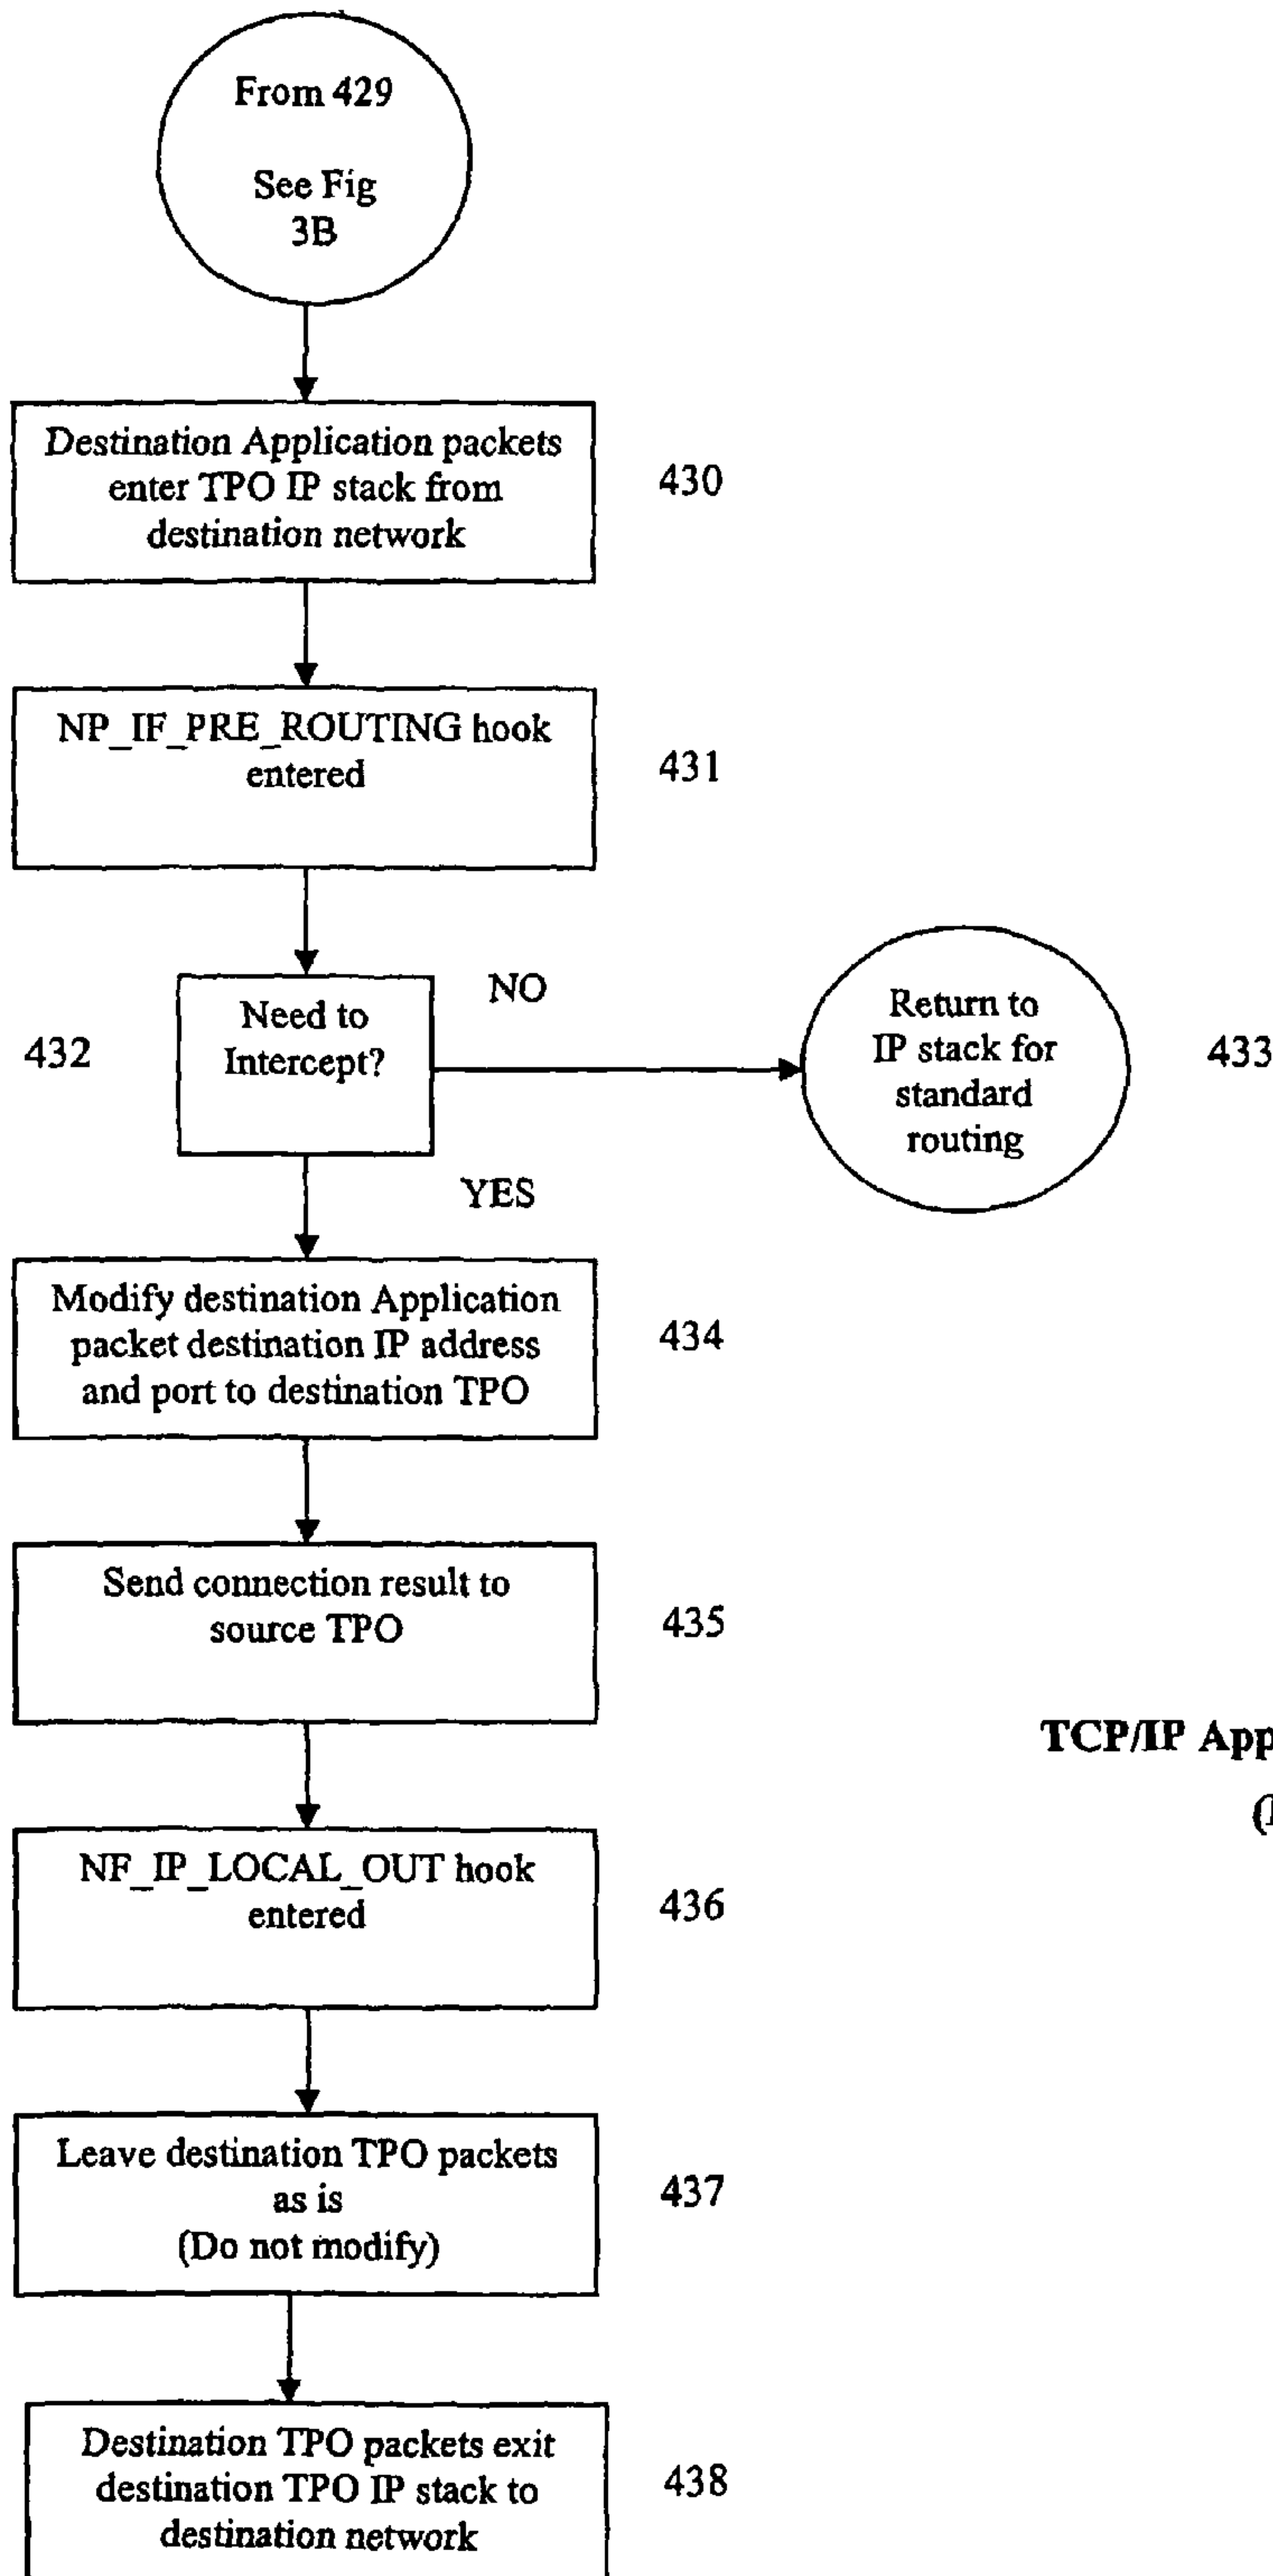 From 429
See Fig
3B
Destination Application packets
enter TPO IP stack from
destination network
430
NP_IF_PRE_ROUTING hook
entered
431
432
Need to
Intercept?
NO
Return to
IP stack for
standard
routing
433
YES
Modify destination Application
packet destination IP address
and port to destination TPO
434
Send connection result to
source TPO
435
TCP/IP App
NF_IP_LOCAL_OUT hook
entered
436
Leave destination TPO packets
as is
(Do not modify)
437
Destination TPO packets exit
destination TPO IP stack to
destination network
438